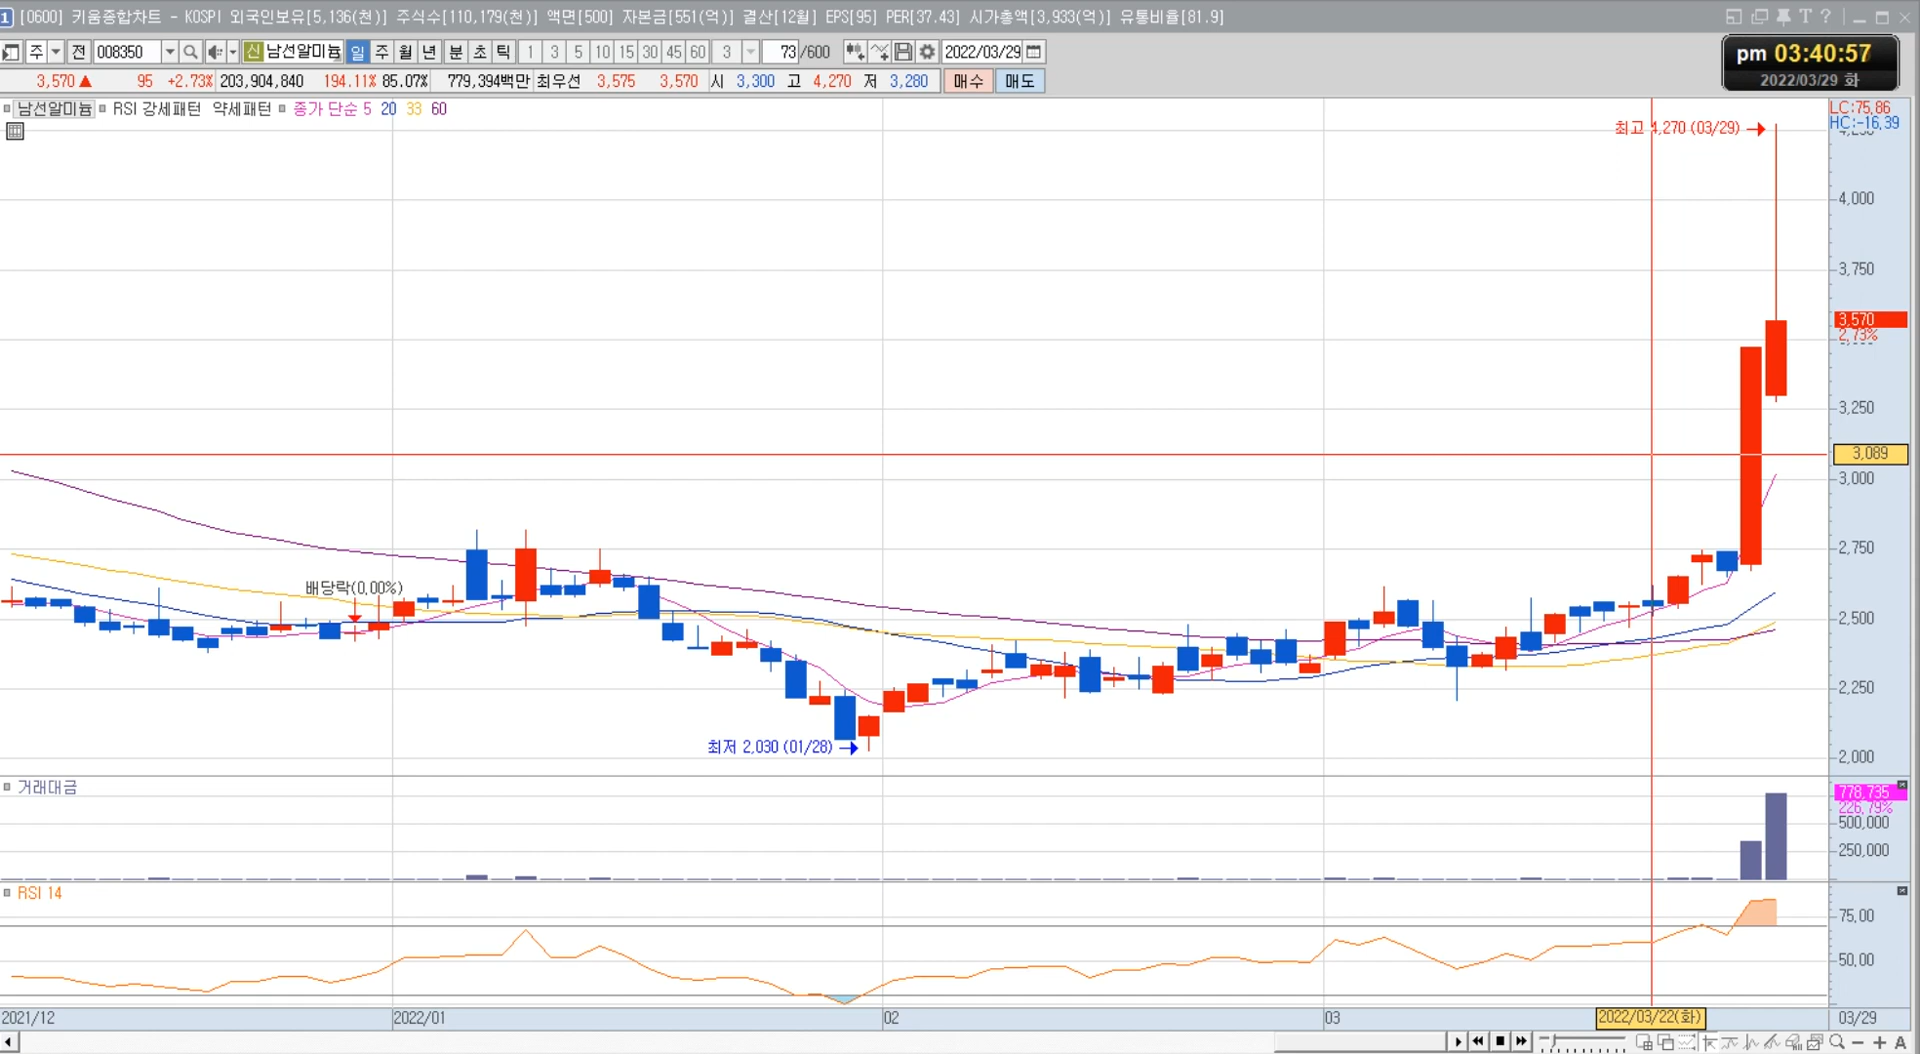 [0600] 키움종합차트 - KOSPI 외국인보유[5,136(천)] 주식수[110,179(천)] 액면[500] 자본금[551(억)] 결산[12월] EPS[95] PER[37.43] 시가총액[3,933(억)] 유통비율[81.9]
주 전 008350 신 남선알미늄 일 주 월 년 분 초 틱 1 3 5 10 15 30 45 60 3 73 /600 2022/03/29
pm 03:40:57
2022/03/29 화
3,570 ▲ 95 +2.73% 203,904,840 194.11% 85.07% 779,394백만 최우선 3,575 3,570 시 3,300 고 4,270 저 3,280 매수 매도
남선알미늄 RSI 강세패턴 약세패턴 종가 단순 5 20 33 60
LC:75.86
HC:-16.39
최고 4,270 (03/29)
4,000
3,750
3,570
2.73%
3,250
3,089
3,000
2,750
배당락(0.00%)
2,500
2,250
최저 2,030 (01/28)
2,000
거래대금
778,735
226.79%
500,000
250,000
RSI 14
75.00
50.00
2021/12 2022/01 02 03 2022/03/22(화) 03/29
A